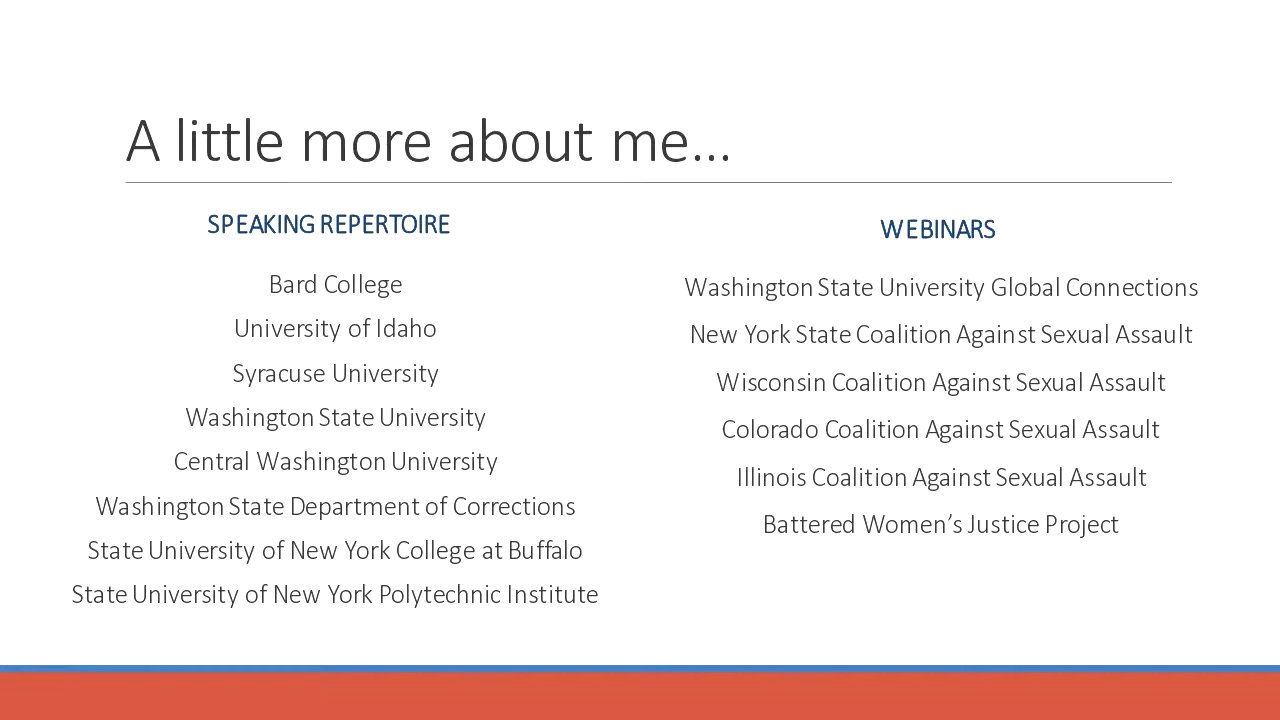 A little more about me…
SPEAKING REPERTOIRE
Bard College
University of Idaho
Syracuse University
Washington State University
Central Washington University
Washington State Department of Corrections
State University of New York College at Buffalo
State University of New York Polytechnic Institute
WEBINARS
Washington State University Global Connections
New York State Coalition Against Sexual Assault
Wisconsin Coalition Against Sexual Assault
Colorado Coalition Against Sexual Assault
Illinois Coalition Against Sexual Assault
Battered Women’s Justice Project